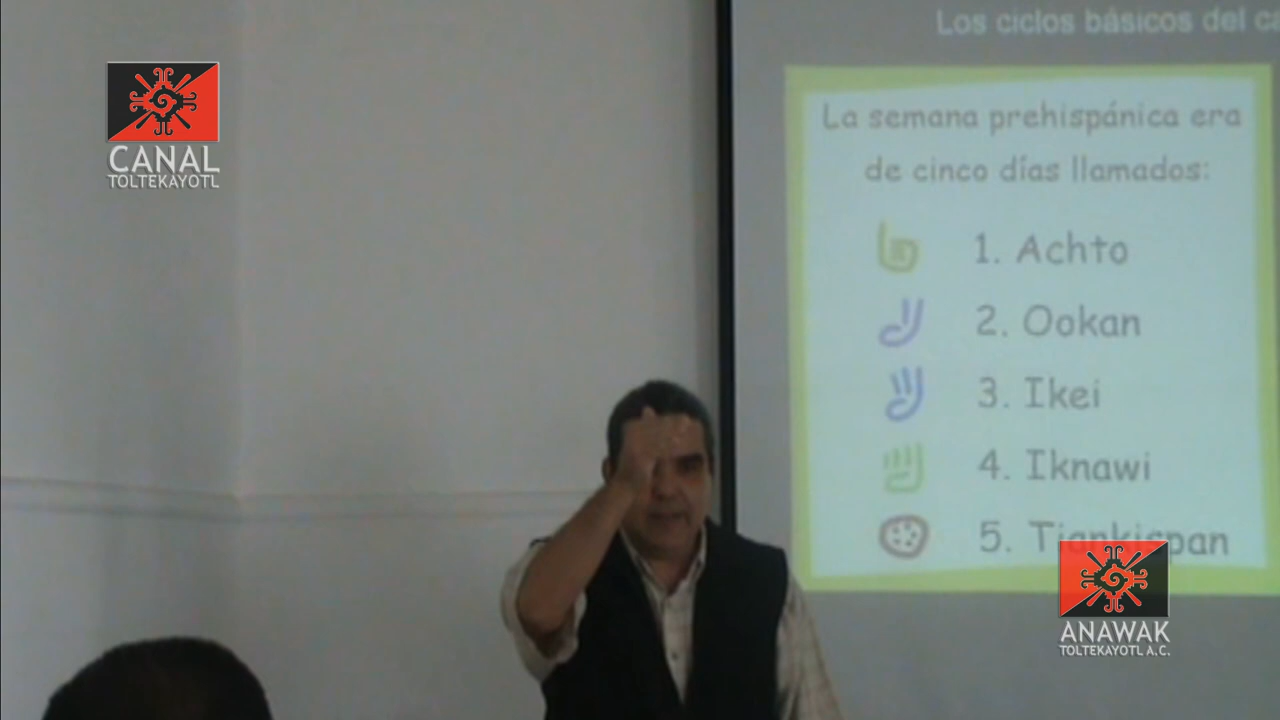 Los ciclos básicos del
La semana prehispánica era
de cinco días llamados:
1. Achto
2. Ookan
3. Ikei
4. Iknawi
5. Tiankispan
CANAL
TOLTEKAYOTL
ANAWAK
TOLTEKAYOTL A.C.